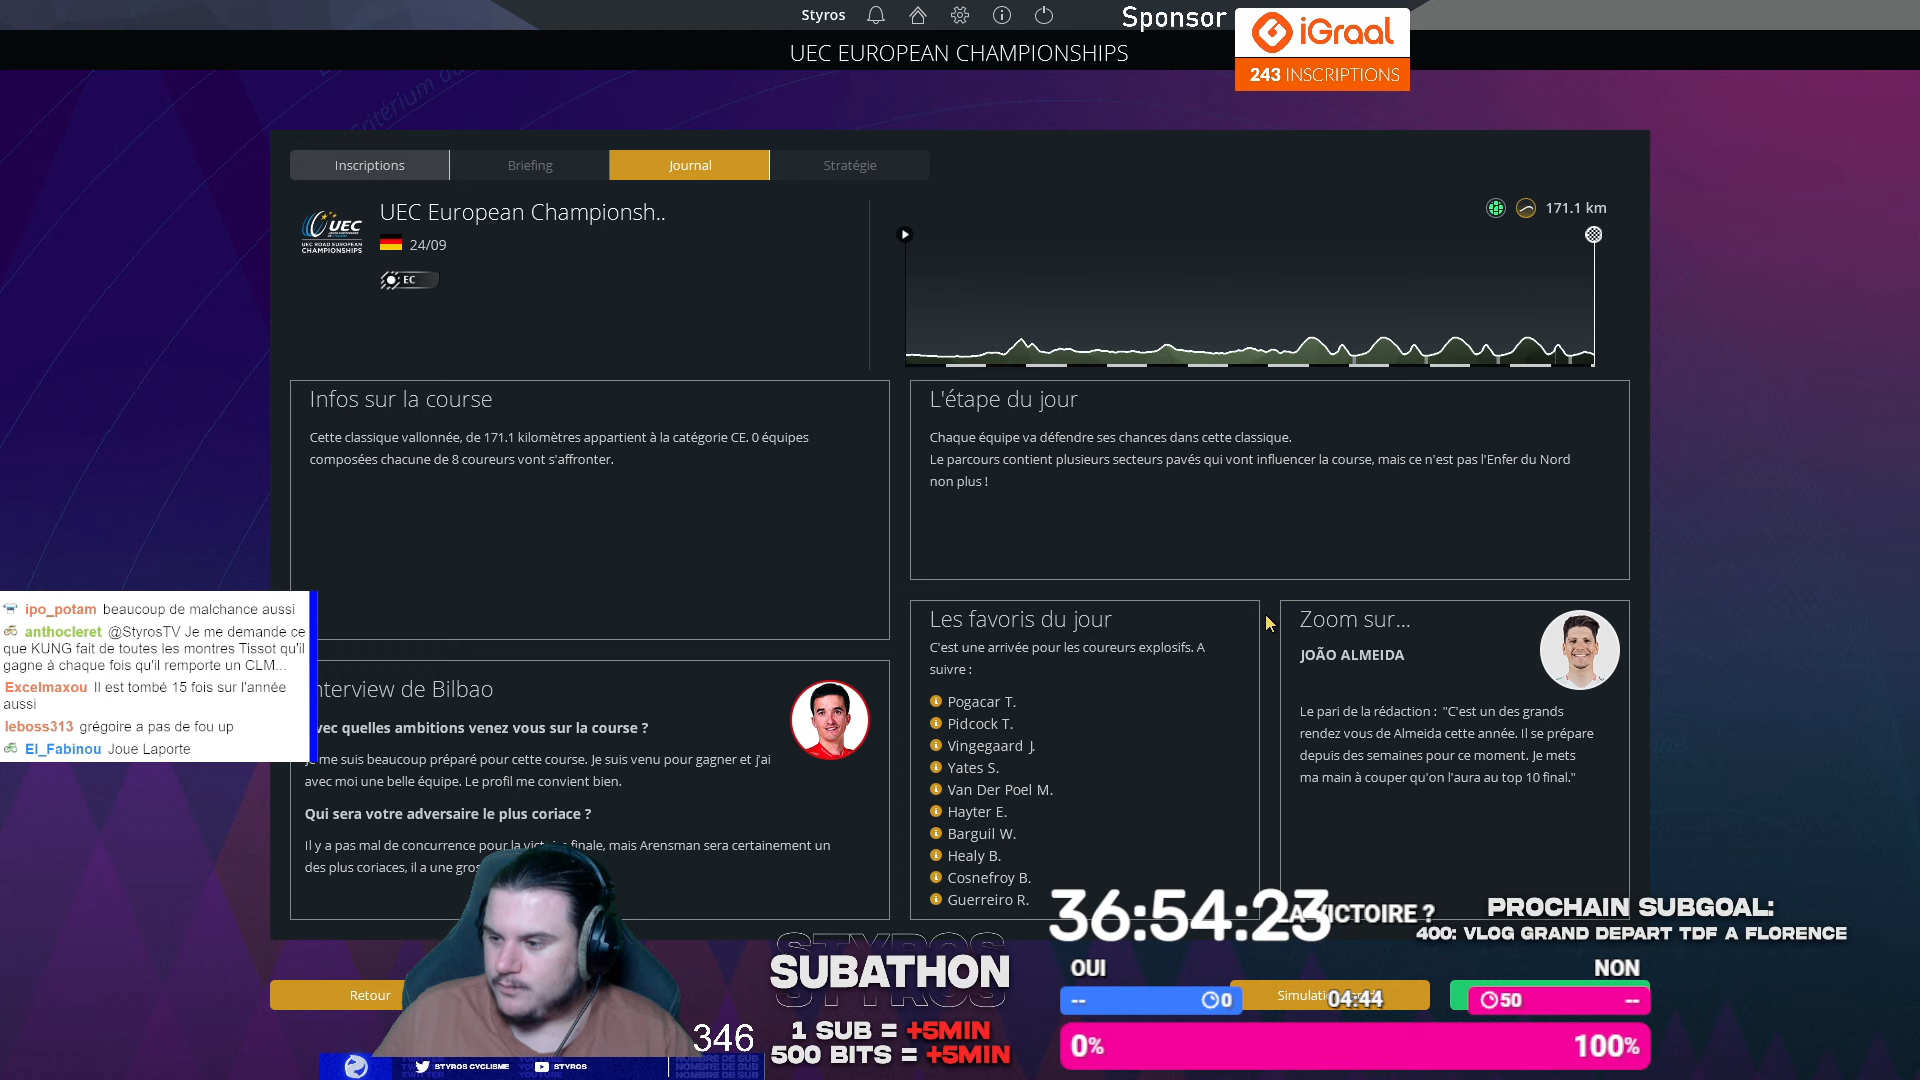 Styros
Sponsor
iGraal
243 INSCRIPTIONS
UEC EUROPEAN CHAMPIONSHIPS
Inscriptions
Briefing
Journal
Stratégie
UEC
UEC ROAD EUROPEAN
CHAMPIONSHIPS
UEC European Championsh..
24/09
EC
171.1 km
Infos sur la course
Cette classique vallonnée, de 171.1 kilomètres appartient à la catégorie CE. 0 équipes
composées chacune de 8 coureurs vont s'affronter.
L'étape du jour
Chaque équipe va défendre ses chances dans cette classique.
Le parcours contient plusieurs secteurs pavés qui vont influencer la course, mais ce n'est pas l'Enfer du Nord
non plus !
ipo_potam beaucoup de malchance aussi
anthocleret @StyrosTV Je me demande ce
que KUNG fait de toutes les montres Tissot qu'il
gagne à chaque fois qu'il remporte un CLM...
Excelmaxou Il est tombé 15 fois sur l'année
aussi
leboss313 grégoire a pas de fou up
El_Fabinou Joue Laporte
nterview de Bilbao
vec quelles ambitions venez vous sur la course ?
me suis beaucoup préparé pour cette course. Je suis venu pour gagner et j'ai
avec moi une belle équipe. Le profil me convient bien.
Qui sera votre adversaire le plus coriace ?
Il y a pas mal de concurrence pour la finale, mais Arensman sera certainement un
des plus coriaces, il a une
Les favoris du jour
C'est une arrivée pour les coureurs explosifs. A
suivre :
Pogacar T.
Pidcock T.
Vingegaard J.
Yates S.
Van Der Poel M.
Hayter E.
Barguil W.
Healy B.
Cosnefroy B.
Guerreiro R.
Zoom sur...
JOÃO ALMEIDA
Le pari de la rédaction : "C'est un des grands
rendez vous de Almeida cette année. Il se prépare
depuis des semaines pour ce moment. Je mets
ma main à couper qu'on l'aura au top 10 final."
36:54:23
LA VICTOIRE ?
PROCHAIN SUBGOAL:
400: VLOG GRAND DEPART TDF A FLORENCE
OUI
NON
-- 0
04:44
50 --
0%
100%
Retour
STYROS
SUBATHON
STYROS
346
1 SUB = +5MIN
500 BITS = +5MIN
STYROS CYCLISME
STYROS
NOMBRE DE SUB